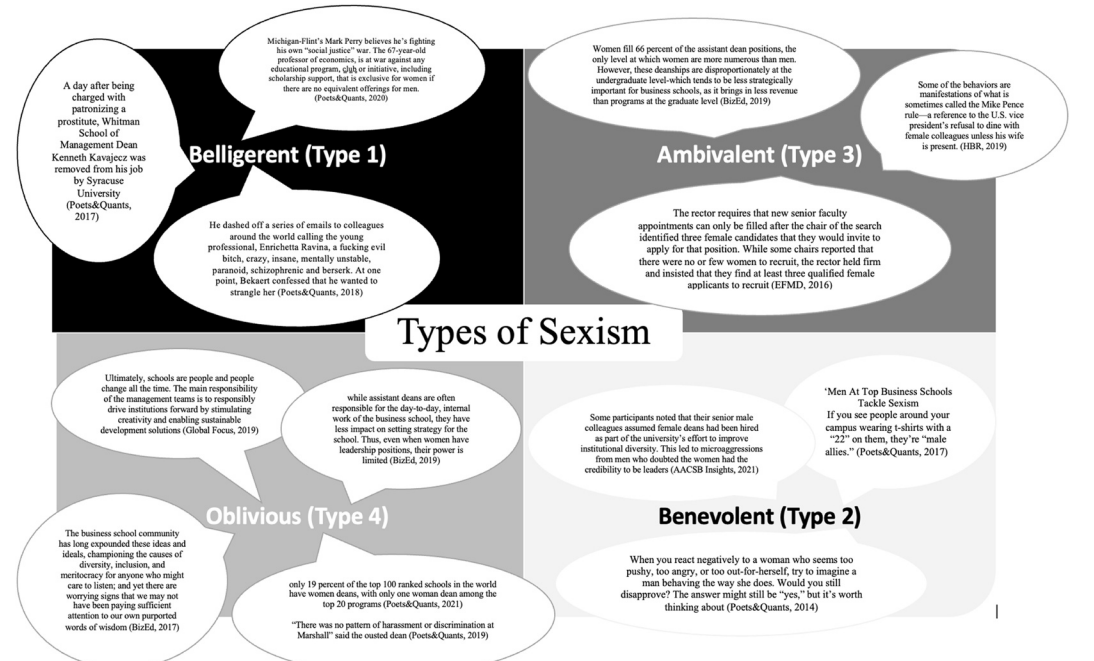 Michigan-Flint's Mark Perry believes he's fighting
his own "social justice" war. The 67-year-old
professor of economics, is at war against any
educational program, club or initiative, including
scholarship support, that is exclusive for women if
there are no equivalent offerings for men.
(Poets&Quants, 2020)
A day after being
charged with
patronizing a
prostitute, Whitman
School of
Management Dean
Kenneth Kavajecz was
removed from his job
by Syracuse
University
(Poets&Quants,
2017)
Belligerent (Type 1)
He dashed off a series of emails to colleagues
around the world calling the young
professional, Enrichetta Ravina, a fucking evil
bitch, crazy, insane, mentally unstable,
paranoid, schizophrenic and berserk. At one
point, Bekaert confessed that he wanted to
strangle her (Poets&Quants, 2018)
Women fill 66 percent of the assistant dean positions, the
only level at which women are more numerous than men.
However, these deanships are disproportionately at the
undergraduate level-which tends to be less strategically
important for business schools, as it brings in less revenue
than programs at the graduate level (BizEd, 2019)
Some of the behaviors are
manifestations of what is
sometimes called the Mike Pence
rule—a reference to the U.S. vice
president's refusal to dine with
female colleagues unless his wife
is present. (HBR, 2019)
Ambivalent (Type 3)
The rector requires that new senior faculty
appointments can only be filled after the chair of the search
identified three female candidates that they would invite to
apply for that position. While some chairs reported that
there were no or few women to recruit, the rector held firm
and insisted that they find at least three qualified female
applicants to recruit (EFMD, 2016)
Types of Sexism
Ultimately, schools are people and people
change all the time. The main responsibility
of the management teams is to responsibly
drive institutions forward by stimulating
creativity and enabling sustainable
development solutions (Global Focus, 2019)
while assistant deans are often
responsible for the day-to-day, internal
work of the business school, they have
less impact on setting strategy for the
school. Thus, even when women have
leadership positions, their power is
limited (BizEd, 2019)
Oblivious (Type 4)
The business school community
has long expounded these ideas and
ideals, championing the causes of
diversity, inclusion, and
meritocracy for anyone who might
care to listen; and yet there are
worrying signs that we may not
have been paying sufficient
attention to our own purported
words of wisdom (BizEd, 2017)
only 19 percent of the top 100 ranked schools in the world
have women deans, with only one woman dean among the
top 20 programs (Poets&Quants, 2021)
"There was no pattern of harassment or discrimination at
Marshall" said the ousted dean (Poets&Quants, 2019)
Some participants noted that their senior male
colleagues assumed female deans had been hired
as part of the university's effort to improve
institutional diversity. This led to microaggressions
from men who doubted the women had the
credibility to be leaders (AACSB Insights, 2021)
'Men At Top Business Schools
Tackle Sexism
If you see people around your
campus wearing t-shirts with a
"22" on them, they're "male
allies." (Poets&Quants, 2017)
Benevolent (Type 2)
When you react negatively to a woman who seems too
pushy, too angry, or too out-for-herself, try to imagine a
man behaving the way she does. Would you still
disapprove? The answer might still be "yes," but it's worth
thinking about (Poets&Quants, 2014)